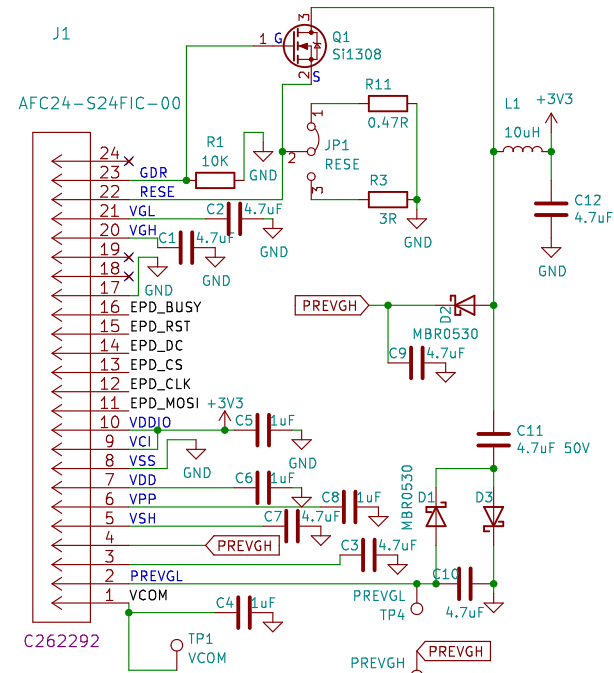 J1
AFC24-S24FIC-00
3
Q1
1 G
Si1308
2
S
R11
0.47R
L1
+3V3
10uH
R1
10K
GND
1
JP1
2
RESE
3
R3
3R
GND
C12
4.7uF
GND
24
23 GDR
22 RESE
21 VGL
C2 4.7uF
GND
20 VGH
C1 4.7uF
GND
19
18
GND
17
16 EPD_BUSY
15 EPD_RST
14 EPD_DC
13 EPD_CS
12 EPD_CLK
11 EPD_MOSI
10 VDDIO
+3V3
C5 1uF
GND
9 VCI
8 VSS
GND
7 VDD
C6 1uF
6 VPP
C8 1uF
5 VSH
C7 4.7uF
4
PREVGH
3
C3 4.7uF
2 PREVGL
1 VCOM
C4 1uF
C262292
TP1
VCOM
PREVGH
D2
MBR0530
C9 4.7uF
C11
4.7uF 50V
MBR0530
D1
D3
C10
4.7uF
PREVGL
TP4
PREVGH
PREVGH